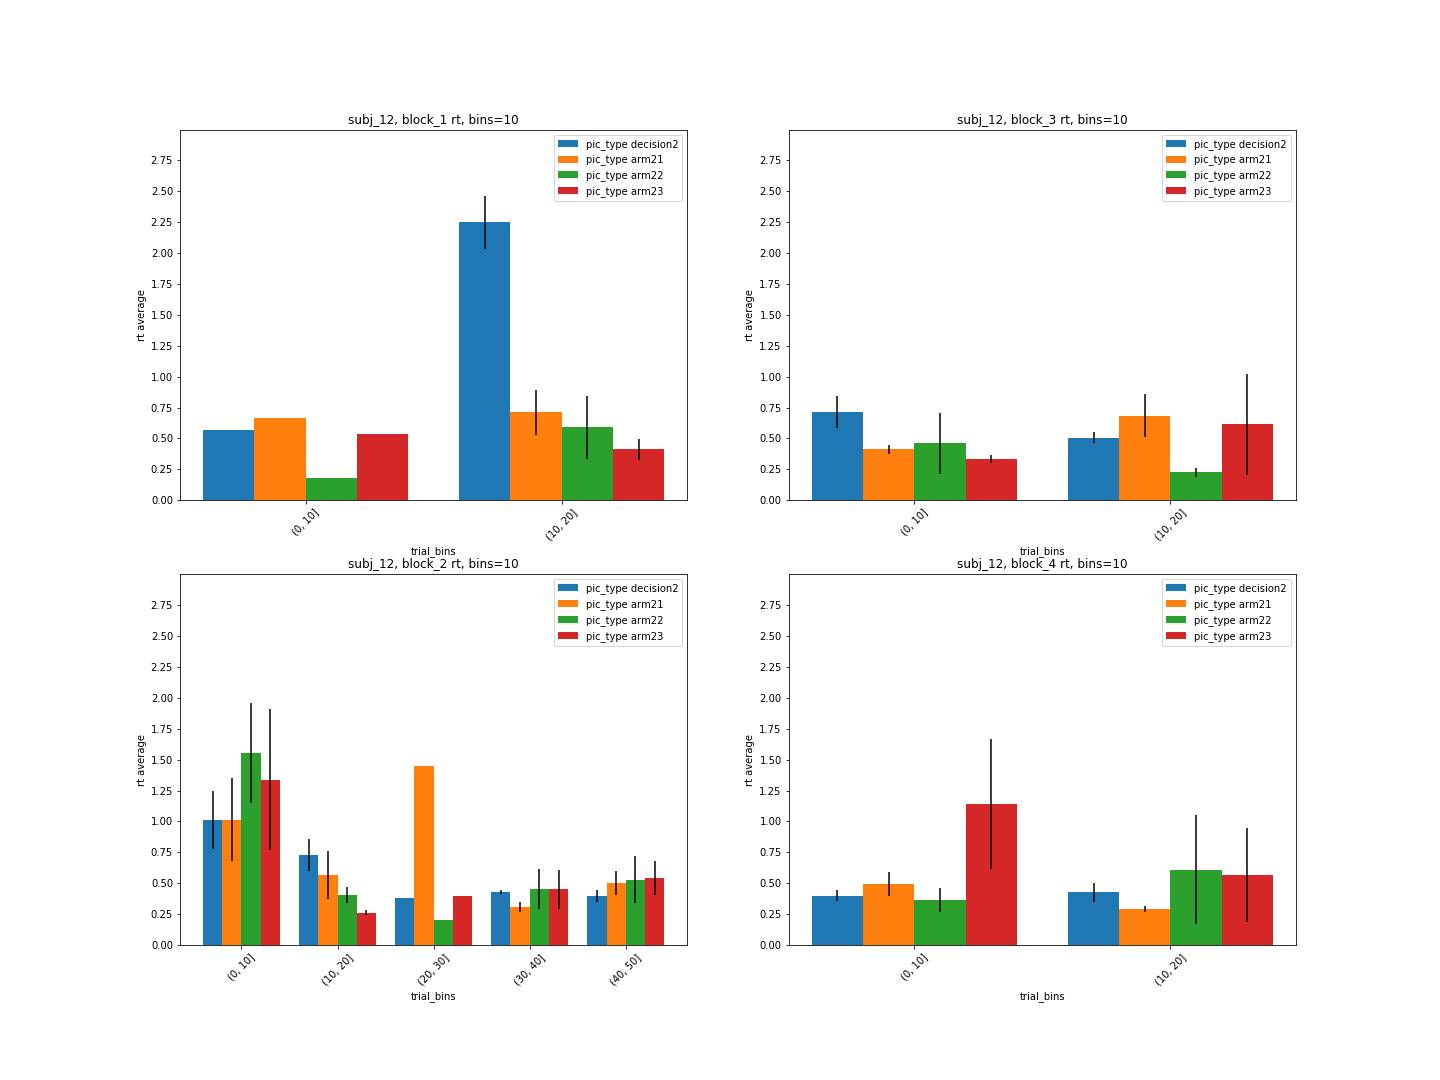 subj_12, block_1 rt, bins=10
pic_type decision2
pic_type arm21
pic_type arm22
pic_type arm23
2.75
2.50
2.25
2.00
1.75
1.50
1.25
1.00
0.75
0.50
0.25
0.00
rt average
(0, 10]
(10, 20]
trial_bins
subj_12, block_3 rt, bins=10
pic_type decision2
pic_type arm21
pic_type arm22
pic_type arm23
2.75
2.50
2.25
2.00
1.75
1.50
1.25
1.00
0.75
0.50
0.25
0.00
rt average
(0, 10]
(10, 20]
trial_bins
subj_12, block_2 rt, bins=10
pic_type decision2
pic_type arm21
pic_type arm22
pic_type arm23
2.75
2.50
2.25
2.00
1.75
1.50
1.25
1.00
0.75
0.50
0.25
0.00
rt average
(0, 10]
(10, 20]
(20, 30]
(30, 40]
(40, 50]
trial_bins
subj_12, block_4 rt, bins=10
pic_type decision2
pic_type arm21
pic_type arm22
pic_type arm23
2.75
2.50
2.25
2.00
1.75
1.50
1.25
1.00
0.75
0.50
0.25
0.00
rt average
(0, 10]
(10, 20]
trial_bins